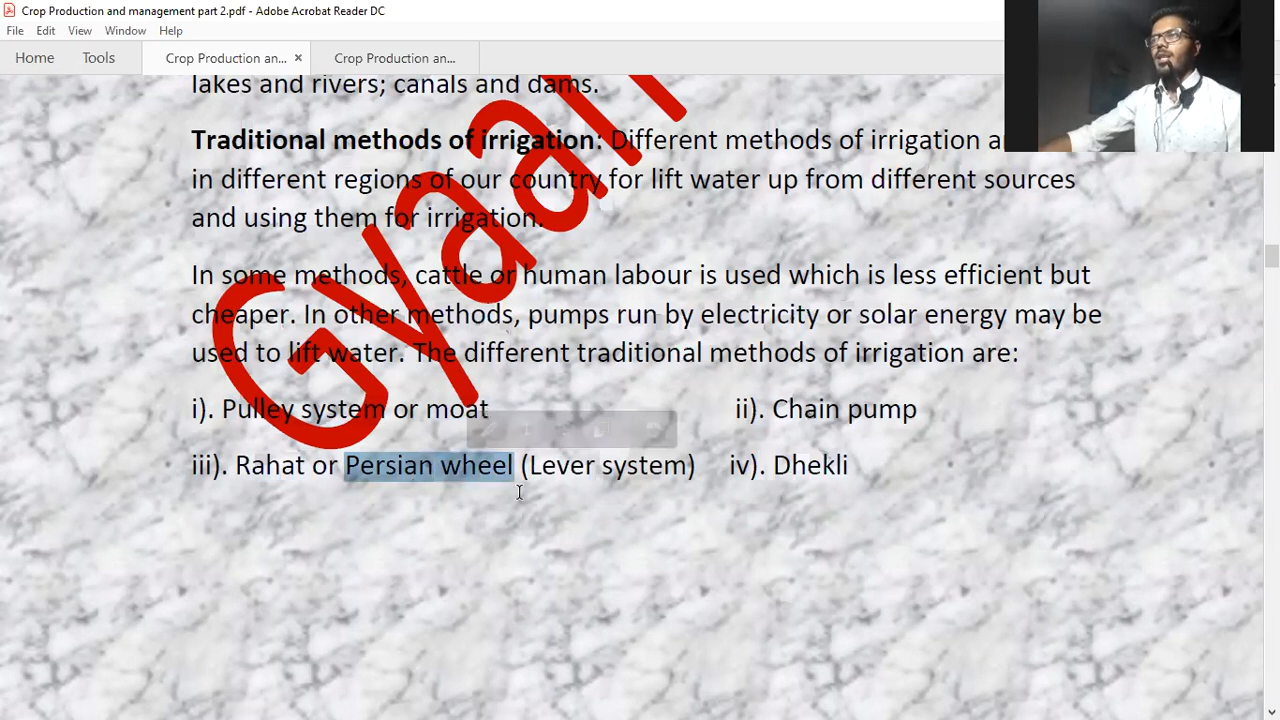 Crop Production and management part 2.pdf - Adobe Acrobat Reader DC
File Edit View Window Help
Home Tools Crop Production an... × Crop Production an...
lakes and rivers; canals and dams.
Traditional methods of irrigation: Different methods of irrigation
in different regions of our country for lift water up from different sources
and using them for irrigation.
In some methods, cattle or human labour is used which is less efficient but
cheaper. In other methods, pumps run by electricity or solar energy may be
used to lift water. The different traditional methods of irrigation are:
i). Pulley system or moat ii). Chain pump
iii). Rahat or Persian wheel (Lever system) iv). Dhekli
Gyaan